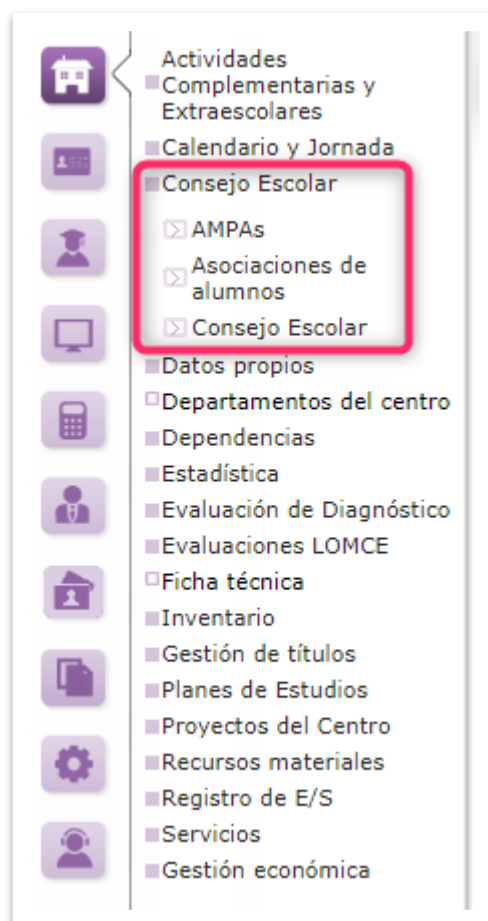 Actividades
Complementarias y
Extraescolares
Calendario y Jornada
Consejo Escolar
AMPAs
Asociaciones de
alumnos
Consejo Escolar
Datos propios
Departamentos del centro
Dependencias
Estadística
Evaluación de Diagnóstico
Evaluaciones LOMCE
Ficha técnica
Inventario
Gestión de títulos
Planes de Estudios
Proyectos del Centro
Recursos materiales
Registro de E/S
Servicios
Gestión económica